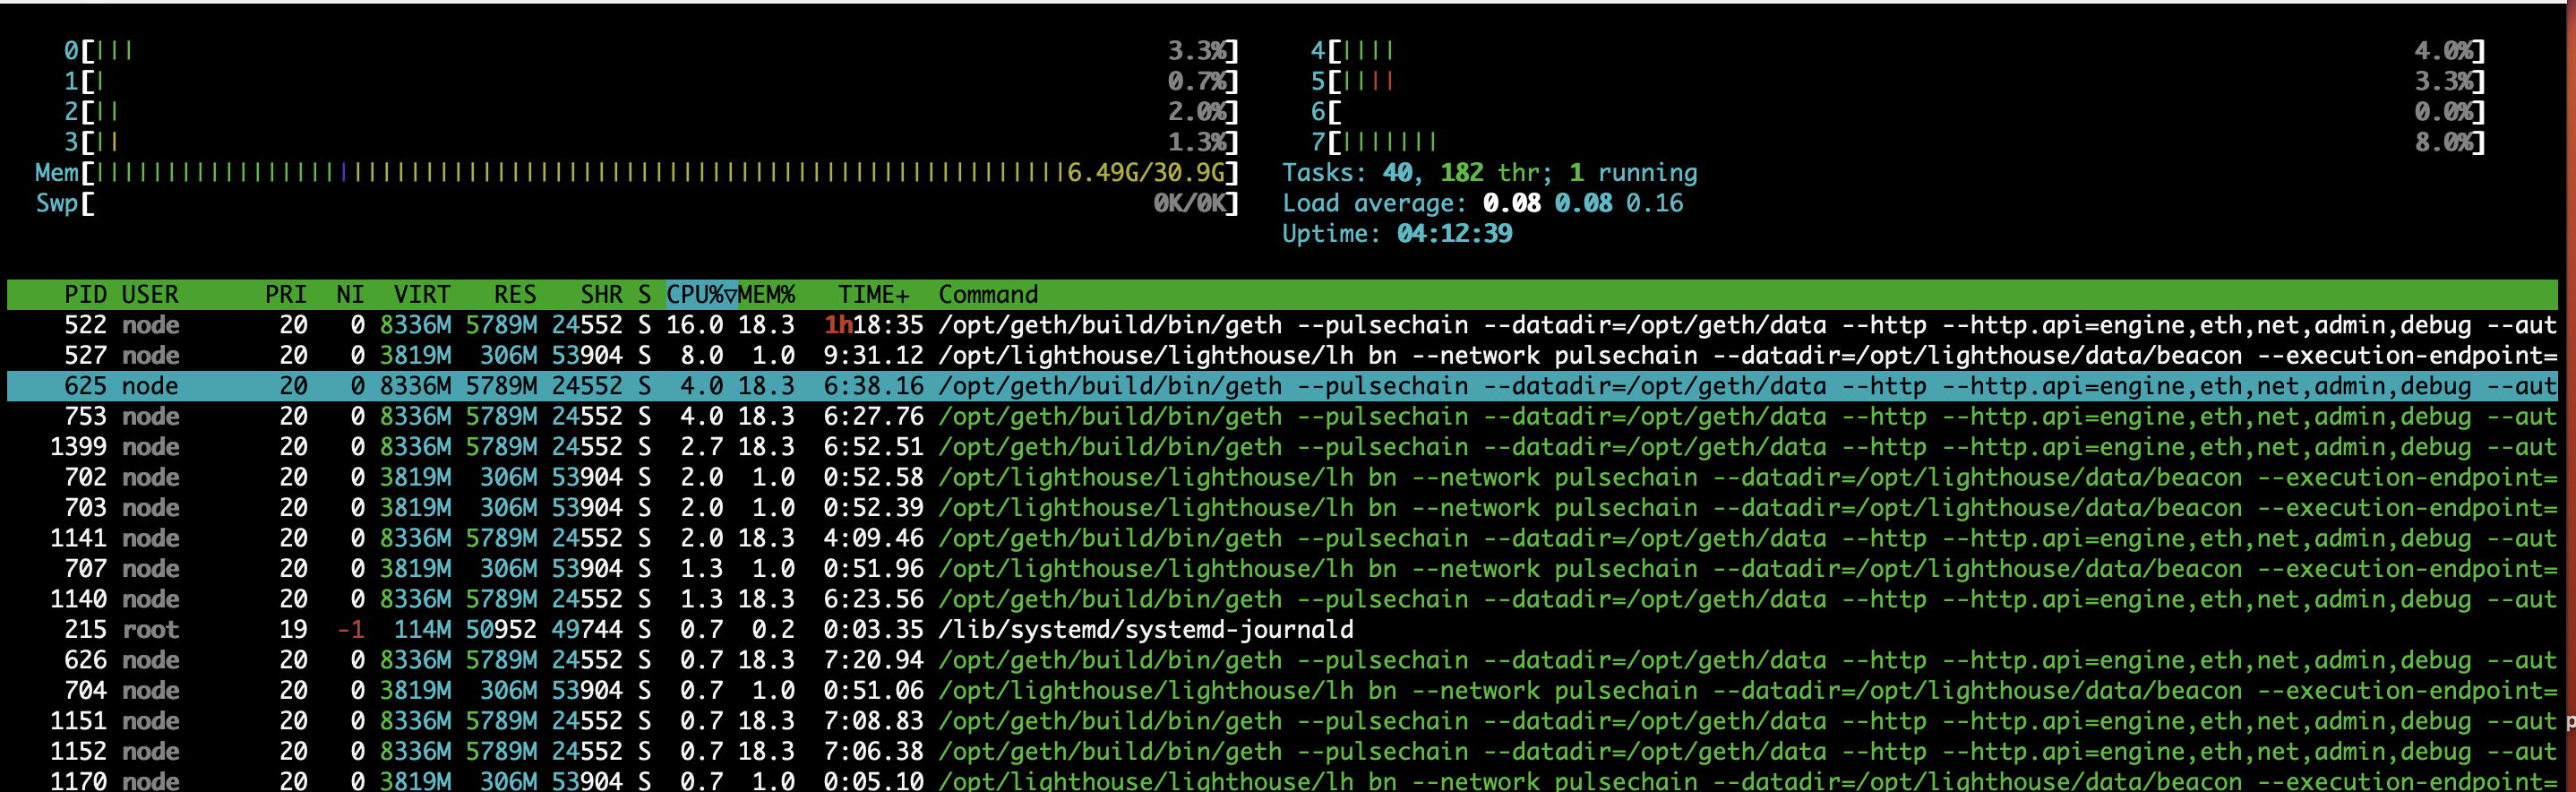 0[||| 3.3%] 4[|||| 4.0%]
1[| 0.7%] 5[|||| 3.3%]
2[|| 2.0%] 6[ 0.0%]
3[|| 1.3%] 7[||||||| 8.0%]
Mem[||||||||||||||||||||||||||||||||||||||||||||||||||||||||||||||||||||6.49G/30.9G] Tasks: 40, 182 thr; 1 running
Swp[ 0K/0K] Load average: 0.08 0.08 0.16
Uptime: 04:12:39
PID USER PRI NI VIRT RES SHR S CPU%▽MEM% TIME+ Command
522 node 20 0 8336M 5789M 24552 S 16.0 18.3 1h18:35 /opt/geth/build/bin/geth --pulsechain --datadir=/opt/geth/data --http --http.api=engine,eth,net,admin,debug --aut
527 node 20 0 3819M 306M 53904 S 8.0 1.0 9:31.12 /opt/lighthouse/lighthouse/lh bn --network pulsechain --datadir=/opt/lighthouse/data/beacon --execution-endpoint=
625 node 20 0 8336M 5789M 24552 S 4.0 18.3 6:38.16 /opt/geth/build/bin/geth --pulsechain --datadir=/opt/geth/data --http --http.api=engine,eth,net,admin,debug --aut
753 node 20 0 8336M 5789M 24552 S 4.0 18.3 6:27.76 /opt/geth/build/bin/geth --pulsechain --datadir=/opt/geth/data --http --http.api=engine,eth,net,admin,debug --aut
1399 node 20 0 8336M 5789M 24552 S 2.7 18.3 6:52.51 /opt/geth/build/bin/geth --pulsechain --datadir=/opt/geth/data --http --http.api=engine,eth,net,admin,debug --aut
702 node 20 0 3819M 306M 53904 S 2.0 1.0 0:52.58 /opt/lighthouse/lighthouse/lh bn --network pulsechain --datadir=/opt/lighthouse/data/beacon --execution-endpoint=
703 node 20 0 3819M 306M 53904 S 2.0 1.0 0:52.39 /opt/lighthouse/lighthouse/lh bn --network pulsechain --datadir=/opt/lighthouse/data/beacon --execution-endpoint=
1141 node 20 0 8336M 5789M 24552 S 2.0 18.3 4:09.46 /opt/geth/build/bin/geth --pulsechain --datadir=/opt/geth/data --http --http.api=engine,eth,net,admin,debug --aut
707 node 20 0 3819M 306M 53904 S 1.3 1.0 0:51.96 /opt/lighthouse/lighthouse/lh bn --network pulsechain --datadir=/opt/lighthouse/data/beacon --execution-endpoint=
1140 node 20 0 8336M 5789M 24552 S 1.3 18.3 6:23.56 /opt/geth/build/bin/geth --pulsechain --datadir=/opt/geth/data --http --http.api=engine,eth,net,admin,debug --aut
215 root 19 -1 114M 50952 49744 S 0.7 0.2 0:03.35 /lib/systemd/systemd-journald
626 node 20 0 8336M 5789M 24552 S 0.7 18.3 7:20.94 /opt/geth/build/bin/geth --pulsechain --datadir=/opt/geth/data --http --http.api=engine,eth,net,admin,debug --aut
704 node 20 0 3819M 306M 53904 S 0.7 1.0 0:51.06 /opt/lighthouse/lighthouse/lh bn --network pulsechain --datadir=/opt/lighthouse/data/beacon --execution-endpoint=
1151 node 20 0 8336M 5789M 24552 S 0.7 18.3 7:08.83 /opt/geth/build/bin/geth --pulsechain --datadir=/opt/geth/data --http --http.api=engine,eth,net,admin,debug --aut
1152 node 20 0 8336M 5789M 24552 S 0.7 18.3 7:06.38 /opt/geth/build/bin/geth --pulsechain --datadir=/opt/geth/data --http --http.api=engine,eth,net,admin,debug --aut
1170 node 20 0 3819M 306M 53904 S 0.7 1.0 0:05.10 /opt/lighthouse/lighthouse/lh bn --network pulsechain --datadir=/opt/lighthouse/data/beacon --execution-endpoint=